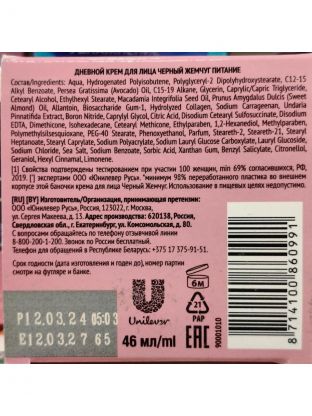 ДНЕВНОЙ КРЕМ ДЛЯ ЛИЦА ЧЕРНЫЙ ЖЕМЧУГ ПИТАНИЕ
Состав/Ingredients: Aqua, Hydrogenated Polyisobutene, Polyglyceryl-2 Dipolyhydroxystearate, C12-15
Alkyl Benzoate, Persea Gratissima (Avocado) Oil, C15-19 Alkane, Glycerin, Caprylic/Capric Triglyceride,
Cetearyl Alcohol, Ethylhexyl Stearate, Macadamia Integrifolia Seed Oil, Prunus Amygdalus Dulcis (Sweet
Almond) Oil, Allantoin, Biosaccharide Gum-1, Hydrolyzed Collagen, Sodium Carrageenan, Undaria
Pinnatifida Extract, Boron Nitride, Caprylyl Glycol, Citric Acid, Disodium Cetearyl Sulfosuccinate, Disodium
EDTA, Dimethicone, Isohexadecane, Cetearyl Methicone, Ethylparaben, 1,2-Hexanediol, Methylparaben,
Polymethylsilsesquioxane, PEG-40 Stearate, Phenoxyethanol, Parfum, Steareth-2, Steareth-21, Stearyl
Heptanoate, Stearyl Caprylate, Sodium Polyacrylate, Sodium Lauryl Glucose Carboxylate, Lauryl Glucoside,
Sodium Chloride, Sea Salt, Sodium Benzoate, Sorbic Acid, Xanthan Gum, Benzyl Salicylate, Citronellol,
Geraniol, Hexyl Cinnamal, Limonene.
[1] Свойства подтверждены тестированием при участии 100 женщин, min 69% согласившихся, РФ,
2019. [2] экспертами ООО «Юнилевер Русь» минимум 98% переработанного пластика во внешнем
корпусе этой баночки крема для лица Черный Жемчуг. Использование в пищевых целях недопустимо.
[RU] [BY] Изготовитель/Организация, принимающая претензии:
ООО «Юнилевер Русь», Россия, 123022, г. Москва,
ул. Сергея Макеева, д. 13. Адрес производства: 620138, Россия,
Свердловская обл., г. Екатеринбург, ул. Комсомольская, д. 80.
С вопросами обращайтесь по телефону отзывчивой линии
8-800-200-1-200. Звонок по России бесплатный.
Представительство в Республике Беларусь: +375 17 375-91-51.
Срок годности (дата изготовления и годен до), номер партии
смотри на футляре и банке.
6М
21
PAP
Unilever
EAC
P12.03.24 05:03
E12.03.27 65
46 мл/ml
90001010
8 714100 860991